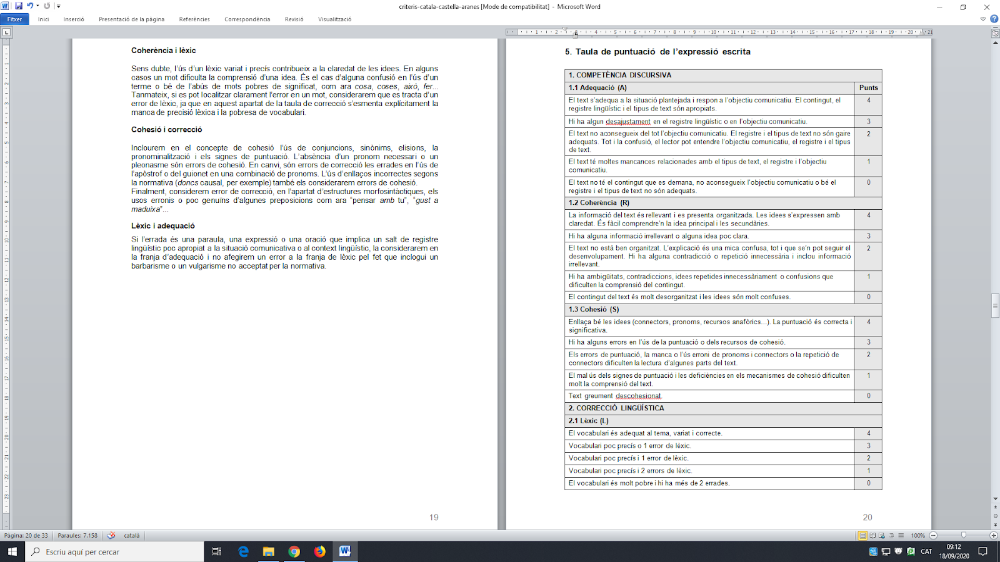 criteris-catala-castella-aranes [Mode de compatibilitat] - Microsoft Word
Fitxer Inici Inserció Presentació de la pàgina Referències Correspondència Revisió Visualització
Coherència i lèxic
Sens dubte, l’ús d’un lèxic variat i precís contribueix a la claredat de les idees. En alguns
casos un mot dificulta la comprensió d’una idea. És el cas d’alguna confusió en l’ús d’un
terme o bé de l’abús de mots pobres de significat, com ara cosa, coses, això, fer...
Tanmateix, si es pot localitzar clarament l’error en un mot, considerarem que es tracta d’un
error de lèxic, ja que en aquest apartat de la taula de correcció s’esmenta explícitament la
manca de precisió lèxica i la pobresa de vocabulari.
Cohesió i correcció
Inclourem en el concepte de cohesió l’ús de conjuncions, sinònims, elisions, la
pronominalització i els signes de puntuació. L’absència d’un pronom necessari o un
pleonasme són errors de cohesió. En canvi, són errors de correcció les errades en l’ús de
l’apòstrof o del guionet en una combinació de pronoms. L’ús d’enllaços incorrectes segons
la normativa (doncs causal, per exemple) també els considerarem errors de cohesió.
Finalment, considerem error de correcció, en l’apartat d’estructures morfosintàctiques, els
usos erronis o poc genuïns d’algunes preposicions com ara “pensar amb tu”, “gust a
maduixa”...
Lèxic i adequació
Si l’errada és una paraula, una expressió o una oració que implica un salt de registre
lingüístic poc apropiat a la situació comunicativa o al context lingüístic, la considerarem en
la franja d’adequació i no afegirem un error a la franja de lèxic pel fet que inclogui un
barbarisme o un vulgarisme no acceptat per la normativa.
19
5. Taula de puntuació de l’expressió escrita
1. COMPETÈNCIA DISCURSIVA
1.1 Adequació (A) Punts
El text s’adequa a la situació plantejada i respon a l’objectiu comunicatiu. El contingut, el 4
registre lingüístic i el tipus de text són apropiats.
Hi ha algun desajustament en el registre lingüístic o en l’objectiu comunicatiu. 3
El text no aconsegueix del tot l’objectiu comunicatiu. El registre i el tipus de text no són gaire 2
adequats. Tot i la confusió, el lector pot entendre l’objectiu comunicatiu, el registre i el tipus
de text.
El text té moltes mancances relacionades amb el tipus de text, el registre i l’objectiu 1
comunicatiu.
El text no té el contingut que es demana, no aconsegueix l’objectiu comunicatiu o bé el 0
registre i el tipus de text no són adequats.
1.2 Coherència (R)
La informació del text és rellevant i es presenta organitzada. Les idees s’expressen amb 4
claredat. És fàcil comprendre’n la idea principal i les secundàries.
Hi ha alguna informació irrellevant o alguna idea poc clara. 3
El text no està ben organitzat. L’explicació és una mica confusa, tot i que se’n pot seguir el 2
desenvolupament. Hi ha alguna contradicció o repetició innecessària i inclou informació
irrellevant.
Hi ha ambigüitats, contradiccions, idees repetides innecessàriament o confusions que 1
dificulten la comprensió del contingut.
El contingut del text és molt desorganitzat i les idees són molt confuses. 0
1.3 Cohesió (S)
Enllaça bé les idees (connectors, pronoms, recursos anafòrics...). La puntuació és correcta i 4
significativa.
Hi ha alguns errors en l’ús de la puntuació o dels recursos de cohesió. 3
Els errors de puntuació, la manca o l’ús erroni de pronoms i connectors o la repetició de 2
connectors dificulten la lectura d’algunes parts del text.
El mal ús dels signes de puntuació i les deficiències en els mecanismes de cohesió dificulten 1
molt la comprensió del text.
Text greument descohesionat. 0
2. CORRECCIÓ LINGÜÍSTICA
2.1 Lèxic (L)
El vocabulari és adequat al tema, variat i correcte. 4
Vocabulari poc precís o 1 error de lèxic. 3
Vocabulari poc precís i 1 error de lèxic. 2
Vocabulari poc precís i 2 errors de lèxic. 1
El vocabulari és molt pobre i hi ha més de 2 errades. 0
20
Pàgina: 20 de 33 Paraules: 7.158 català 100%
Escriu aquí per cercar CAT 09:12
18/09/2020